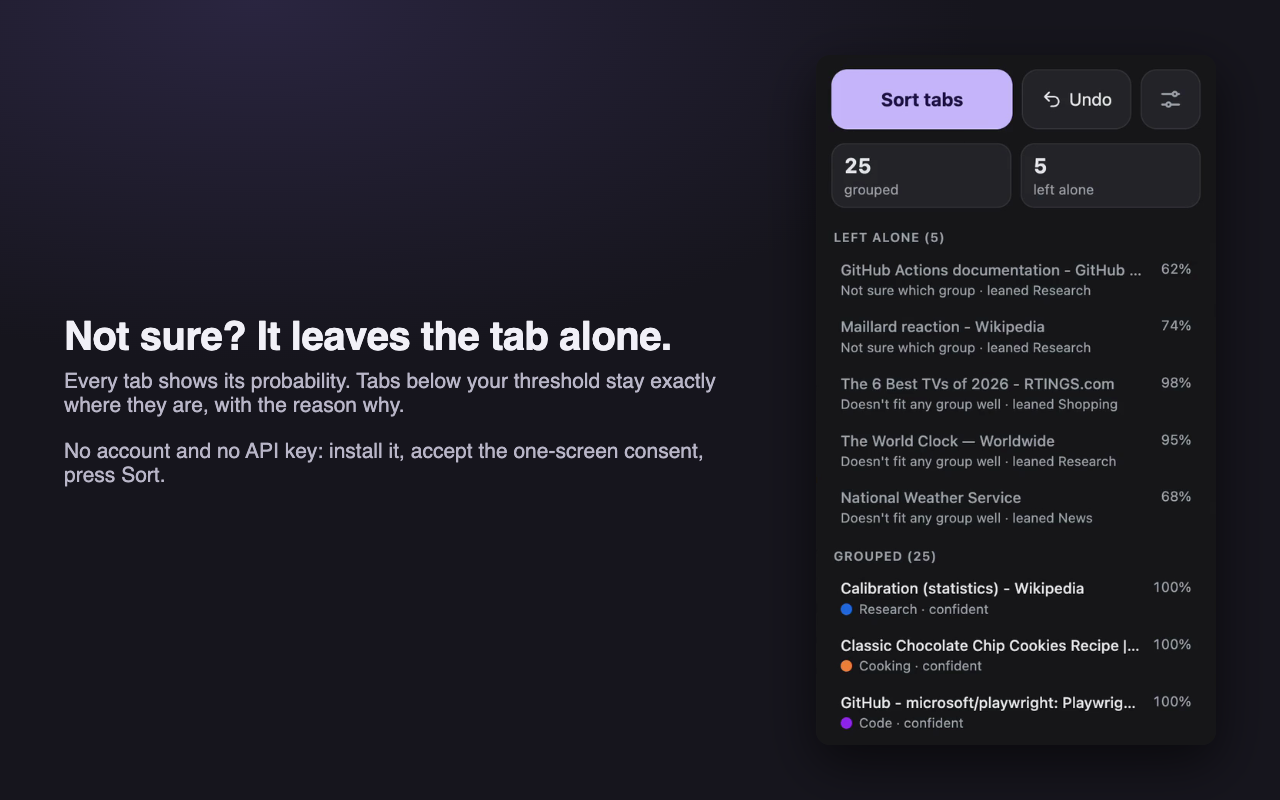 Not sure? It leaves the tab alone.
Every tab shows its probability. Tabs below your threshold stay exactly
where they are, with the reason why.
No account and no API key: install it, accept the one-screen consent,
press Sort.
Sort tabs
Undo
25
grouped
5
left alone
LEFT ALONE (5)
GitHub Actions documentation - GitHub ... 62%
Not sure which group · leaned Research
Maillard reaction - Wikipedia 74%
Not sure which group · leaned Research
The 6 Best TVs of 2026 - RTINGS.com 98%
Doesn't fit any group well · leaned Shopping
The World Clock — Worldwide 95%
Doesn't fit any group well · leaned Research
National Weather Service 68%
Doesn't fit any group well · leaned News
GROUPED (25)
Calibration (statistics) - Wikipedia 100%
Research · confident
Classic Chocolate Chip Cookies Recipe |... 100%
Cooking · confident
GitHub - microsoft/playwright: Playwrig... 100%
Code · confident